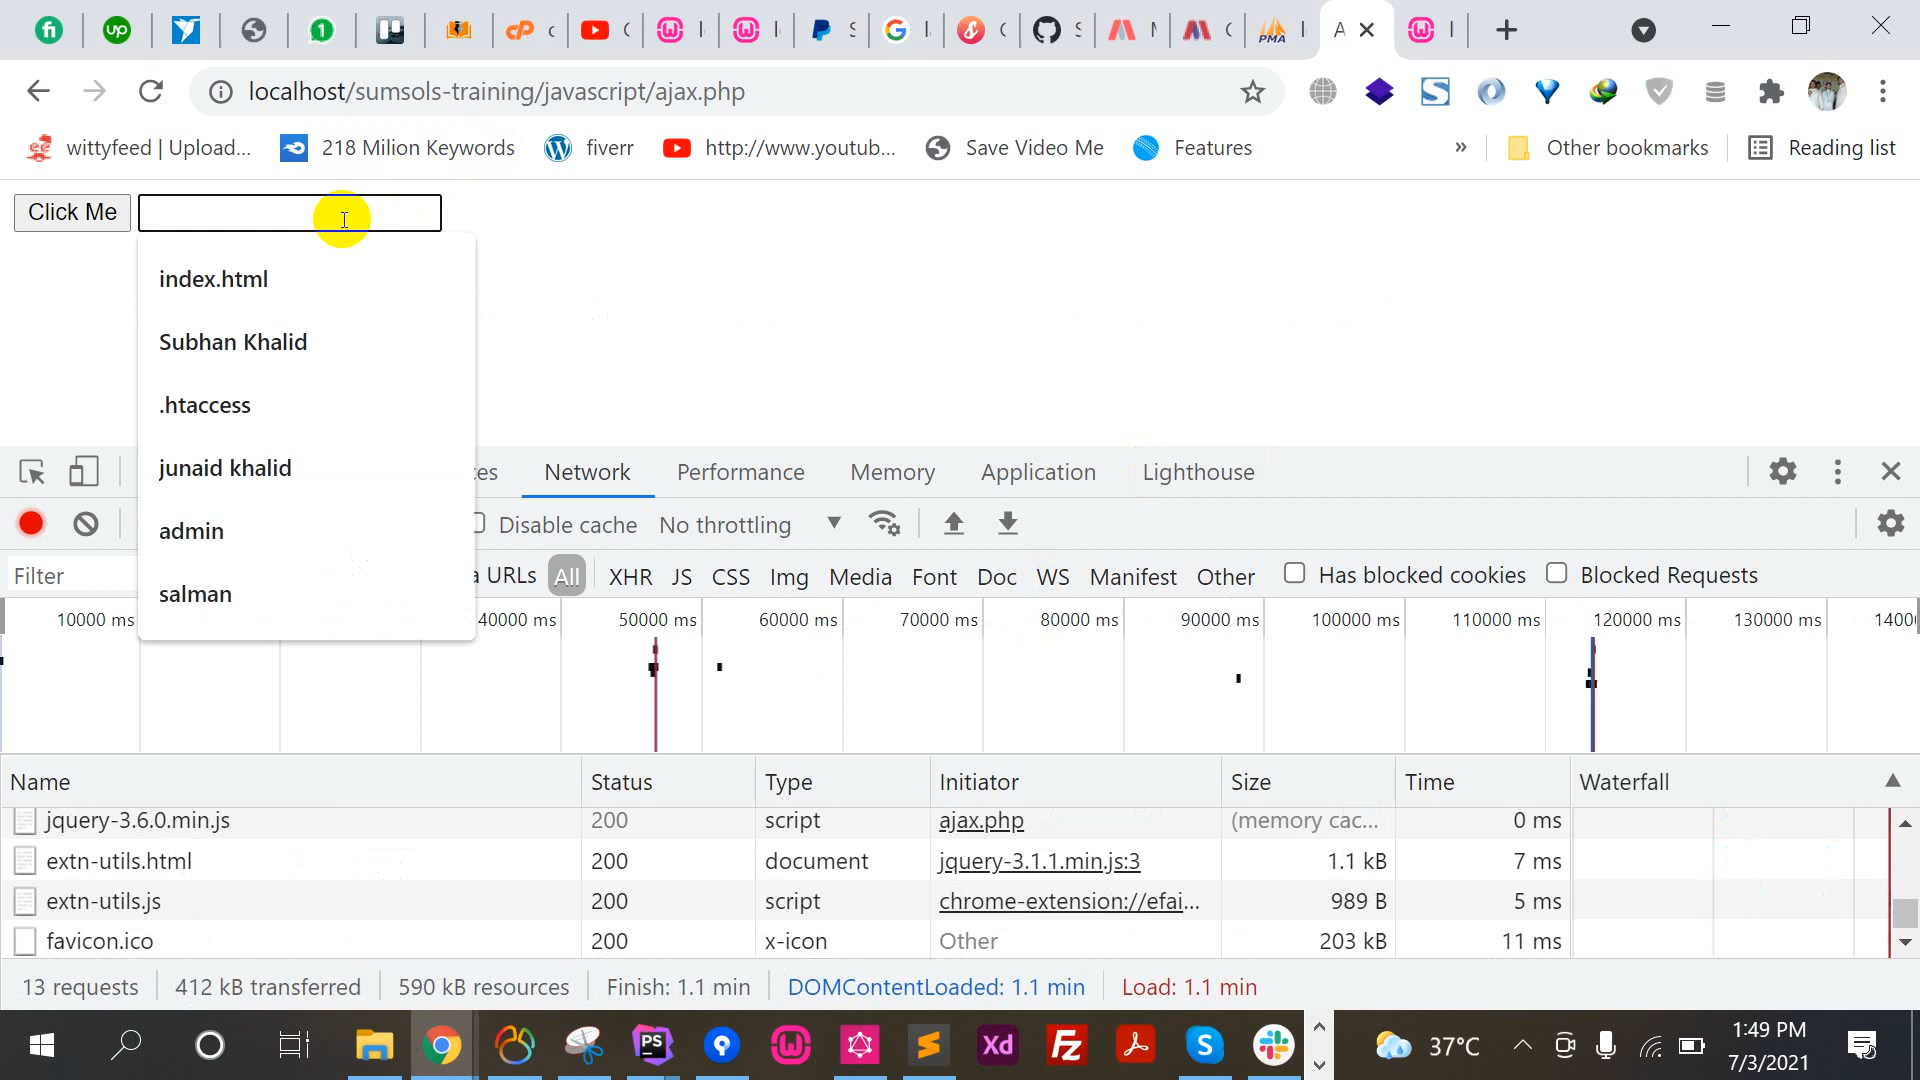 A
localhost/sumsols-training/javascript/ajax.php
wittyfeed | Upload...
218 Milion Keywords
fiverr
http://www.youtub...
Save Video Me
Features
»
Other bookmarks
Reading list
Click Me
index.html
Subhan Khalid
.htaccess
junaid khalid
admin
salman
Network
Performance
Memory
Application
Lighthouse
Disable cache
No throttling
Filter
URLs
All
XHR
JS
CSS
Img
Media
Font
Doc
WS
Manifest
Other
Has blocked cookies
Blocked Requests
10000 ms
40000 ms
50000 ms
60000 ms
70000 ms
80000 ms
90000 ms
100000 ms
110000 ms
120000 ms
130000 ms
Name
Status
Type
Initiator
Size
Time
Waterfall
jquery-3.6.0.min.js
200
script
ajax.php
(memory cac...
0 ms
extn-utils.html
200
document
jquery-3.1.1.min.js:3
1.1 kB
7 ms
extn-utils.js
200
script
chrome-extension://efai...
989 B
5 ms
favicon.ico
200
x-icon
Other
203 kB
11 ms
13 requests
412 kB transferred
590 kB resources
Finish: 1.1 min
DOMContentLoaded: 1.1 min
Load: 1.1 min
37°C
1:49 PM
7/3/2021